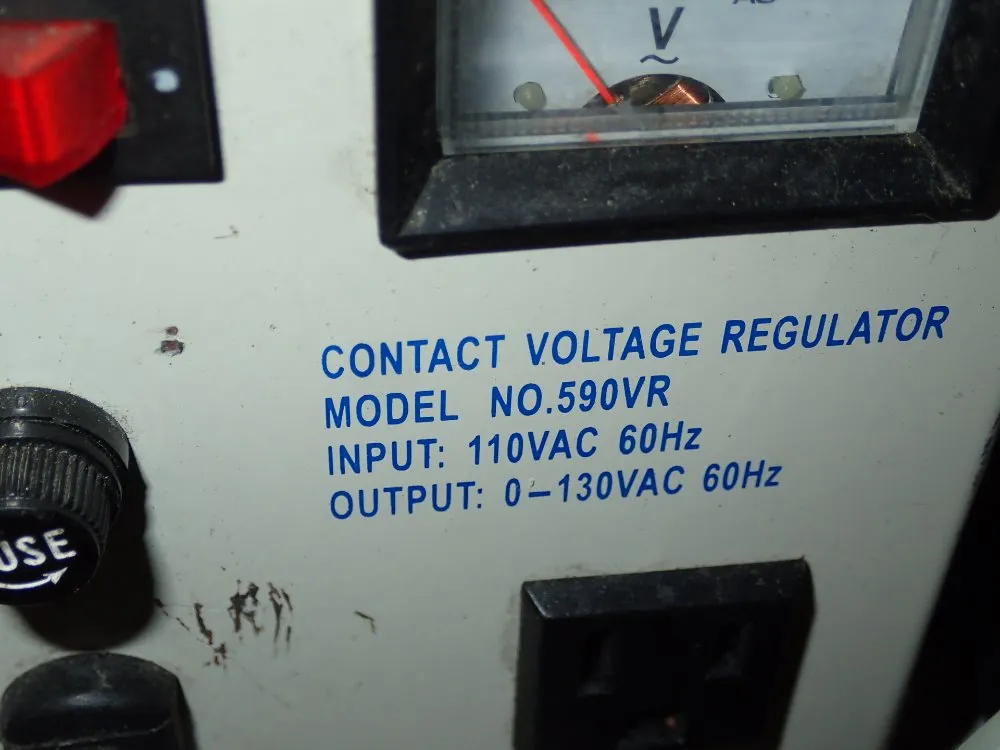 V
CONTACT VOLTAGE REGULATOR
MODEL NO.590VR
INPUT: 110VAC 60Hz
OUTPUT: 0–130VAC 60Hz
USE